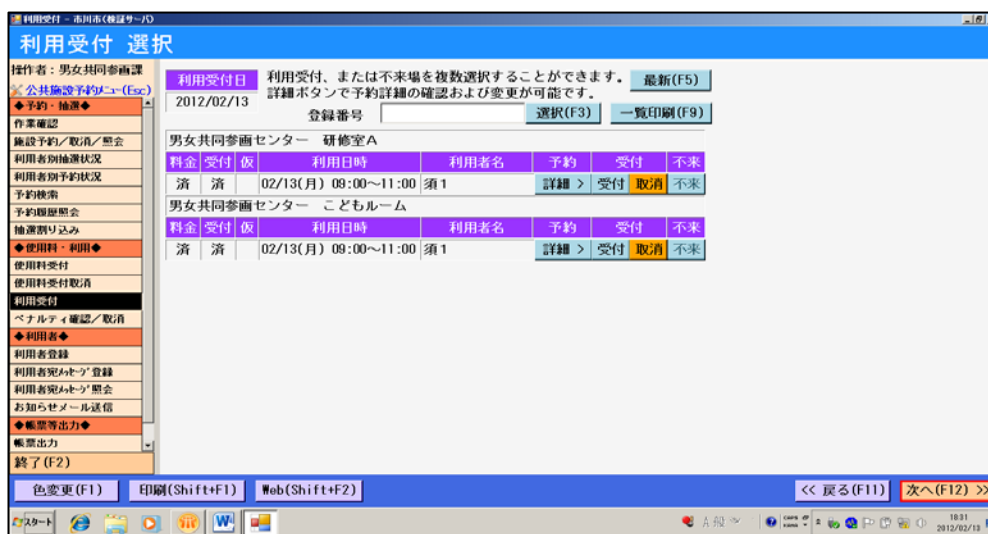 利用受付 - 市川市(検証サーバ)
利用受付 選択
操作者：男女共同参画課
公共施設予約メニュー(Esc)
◆予約・抽選◆
作業確認
施設予約／取消／照会
利用者別抽選状況
利用者別予約状況
予約検索
予約履歴照会
抽選割り込み
◆使用料・利用◆
使用料受付
使用料受付取消
利用受付
ペナルティ確認／取消
◆利用者◆
利用者登録
利用者宛メッセージ登録
利用者宛メッセージ照会
お知らせメール送信
◆帳票等出力◆
帳票出力
終了(F2)
利用受付日
2012/02/13
利用受付、または不来場を複数選択することができます。
詳細ボタンで予約詳細の確認および変更が可能です。
最新(F5)
登録番号 選択(F3) 一覧印刷(F9)
男女共同参画センター 研修室A
料金 受付 仮 利用日時 利用者名 予約 受付 不来
済 済 02/13(月) 09:00～11:00 須1 詳細 > 受付 取消 不来
男女共同参画センター こどもルーム
料金 受付 仮 利用日時 利用者名 予約 受付 不来
済 済 02/13(月) 09:00～11:00 須1 詳細 > 受付 取消 不来
色変更(F1) 印刷(Shift+F1) Web(Shift+F2) << 戻る(F11) 次へ(F12) >>
スタート A 般 CAPS KANA 18:31
2012/02/13